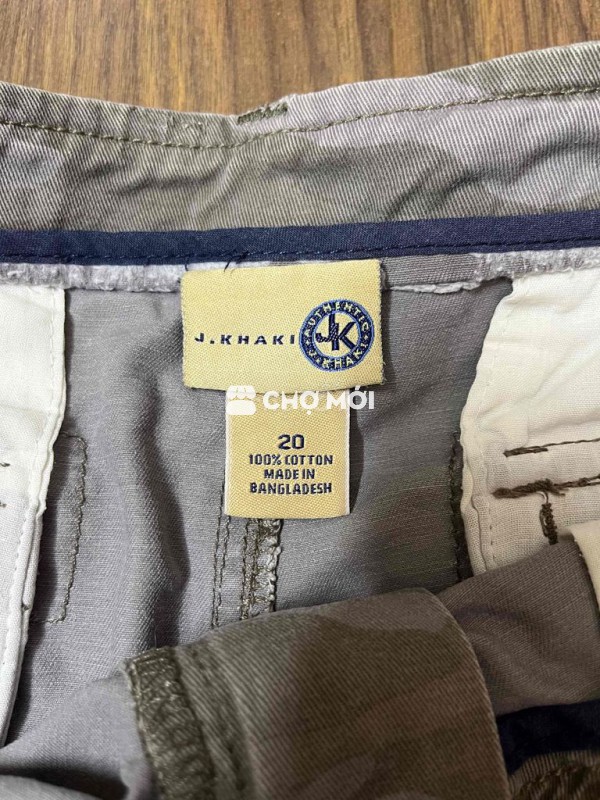 J.KHAKI
AUTHENTIC
JK
KHAKI
CHỢ MỚI
20
100% COTTON
MADE IN
BANGLADESH